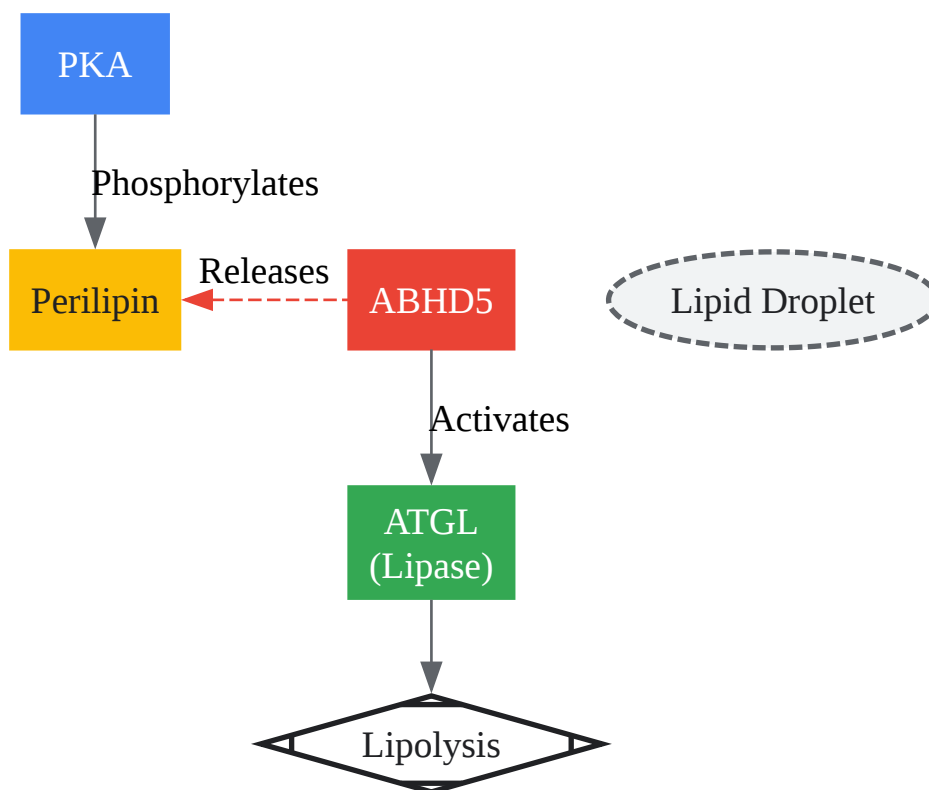 PKA
Phosphorylates
Releases
Perilipin
ABHD5
Lipid Droplet
Activates
ATGL
(Lipase)
Lipolysis